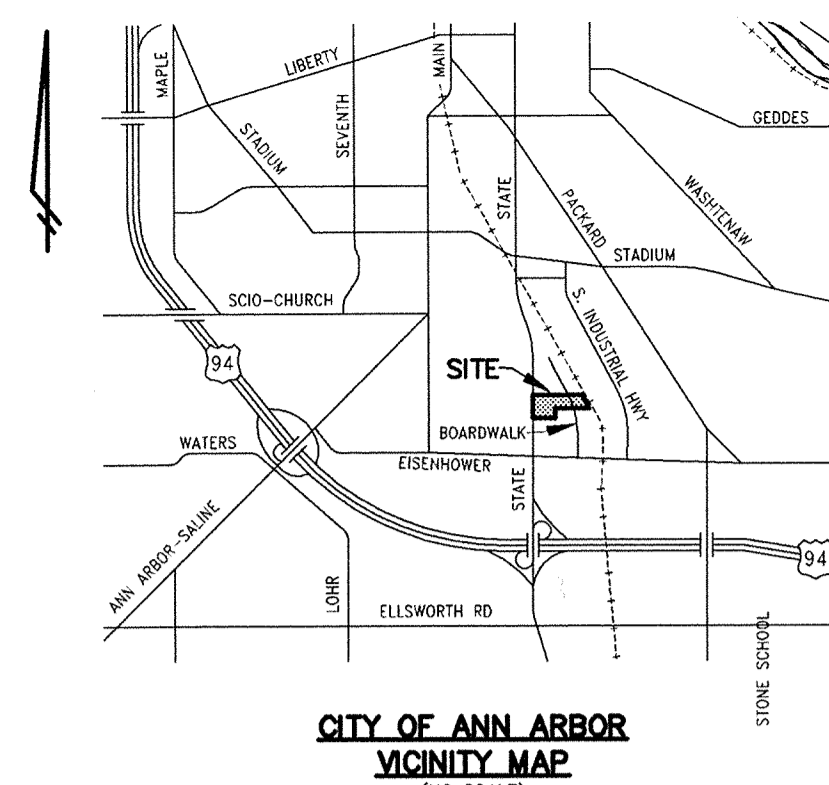 MAPLE
LIBERTY
SEVENTH
STADIUM
MAIN
STATE
PACKARD
GEDDES
WASHTENAW
STADIUM
SCIO-CHURCH
S. INDUSTRIAL HWY
94
SITE
BOARDWALK
WATERS
EISENHOWER
STATE
ANN ARBOR-SALINE
LOHR
94
ELLSWORTH RD
STONE SCHOOL
CITY OF ANN ARBOR
VICINITY MAP